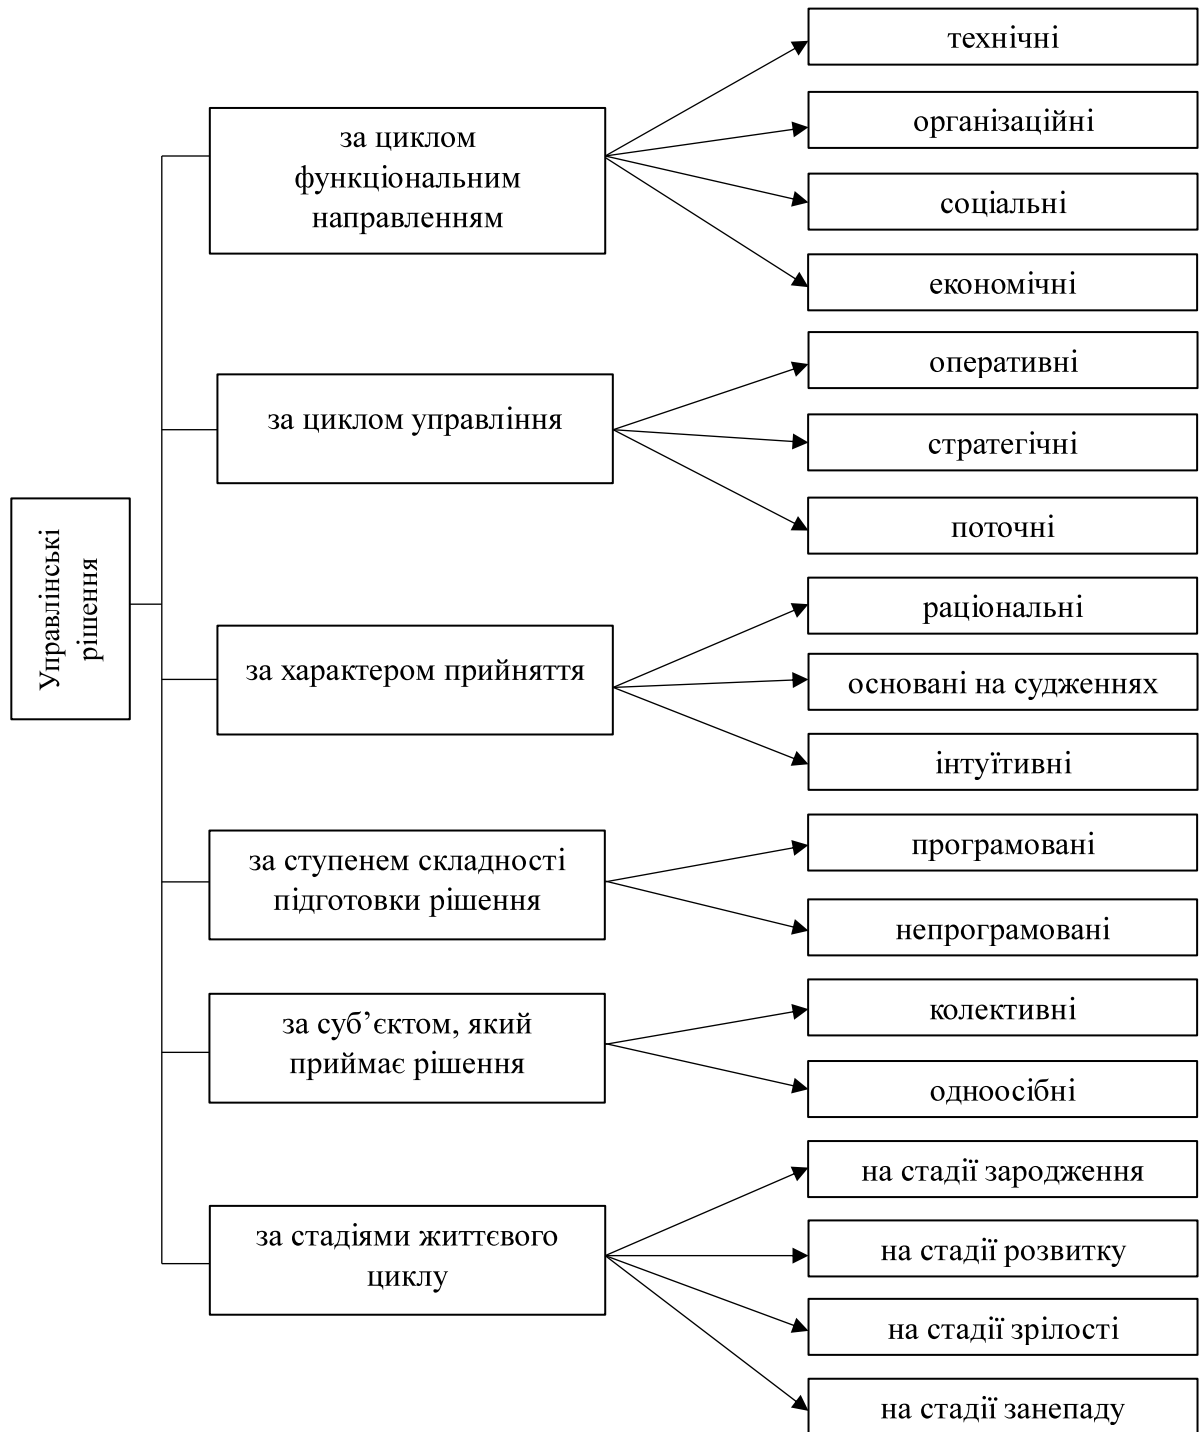 Управлінські
рішення
за циклом
функціональним
направленням
технічні
організаційні
соціальні
економічні
за циклом управління
оперативні
стратегічні
поточні
за характером прийняття
раціональні
основані на судженнях
інтуїтивні
за ступенем складності
підготовки рішення
програмовані
непрограмовані
за суб’єктом, який
приймає рішення
колективні
одноосібні
за стадіями життєвого
циклу
на стадії зародження
на стадії розвитку
на стадії зрілості
на стадії занепаду